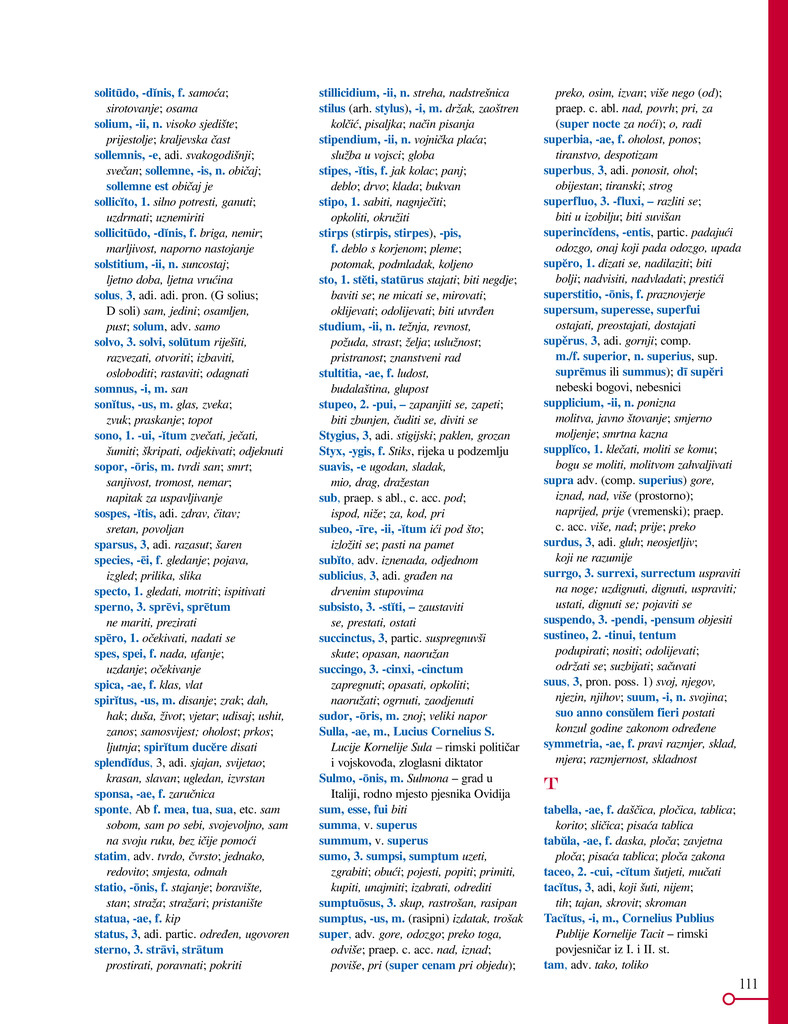 solitūdo, -dĭnis, f. samoća;
sirotovanje; osama
solium, -ii, n. visoko sjedište;
prijestolje; kraljevska čast
sollemnis, -e, adi. svakogodišnji;
svečan; sollemne, -is, n. običaj;
sollemne est običaj je
sollicĭto, 1. silno potresti, ganuti;
uzdrmati; uznemiriti
sollicitūdo, -dĭnis, f. briga, nemir;
marljivost, naporno nastojanje
solstitium, -ii, n. suncostaj;
ljetno doba, ljetna vrućina
solus, 3, adi. adi. pron. (G solius;
D soli) sam, jedini; osamljen,
pust; solum, adv. samo
solvo, 3. solvi, solūtum riješiti,
razvezati, otvoriti; izbaviti,
osloboditi; rastaviti; odagnati
somnus, -i, m. san
sonĭtus, -us, m. glas, zveka;
zvuk; praskanje; topot
sono, 1. -ui, -ĭtum zvečati, ječati,
šumiti; škripati, odjekivati; odjeknuti
sopor, -ōris, m. tvrdi san; smrt;
sanjivost, tromost, nemar;
napitak za uspavljivanje
sospes, -ĭtis, adi. zdrav, čitav;
sretan, povoljan
sparsus, 3, adi. razasut; šaren
species, -ēi, f. gledanje; pojava,
izgled; prilika, slika
specto, 1. gledati, motriti; ispitivati
sperno, 3. sprēvi, sprētum
ne mariti, prezirati
spēro, 1. očekivati, nadati se
spes, spei, f. nada, ufanje;
uzdanje; očekivanje
spica, -ae, f. klas, vlat
spirĭtus, -us, m. disanje; zrak; dah,
hak; duša, život; vjetar; udisaj; ushit,
zanos; samosvijest; oholost; prkos;
ljutnja; spirĭtum ducĕre disati
splendĭdus, 3, adi. sjajan, svijetao;
krasan, slavan; ugledan, izvrstan
sponsa, -ae, f. zaručnica
sponte, Ab f. mea, tua, sua, etc. sam
sobom, sam po sebi, svojevoljno, sam
na svoju ruku, bez ičije pomoći
statim, adv. tvrdo, čvrsto; jednako,
redovito; smjesta, odmah
statio, -ōnis, f. stajanje; boravište,
stan; straža; stražari; pristanište
statua, -ae, f. kip
status, 3, adi. partic. određen, ugovoren
sterno, 3. strāvi, strātum
prostirati, poravnati; pokriti
stillicidium, -ii, n. streha, nadstrešnica
stilus (arh. stylus), -i, m. držak, zaoštren
kolčić, pisaljka; način pisanja
stipendium, -ii, n. vojnička plaća;
služba u vojsci; globa
stipes, -ĭtis, f. jak kolac; panj;
deblo; drvo; klada; bukvan
stipo, 1. sabiti, nagnječiti;
opkoliti, okružiti
stirps (stirpis, stirpes), -pis,
f. deblo s korjenom; pleme;
potomak, podmladak, koljeno
sto, 1. stĕti, statūrus stajati; biti negdje;
baviti se; ne micati se, mirovati;
oklijevati; odolijevati; biti utvrđen
studium, -ii, n. težnja, revnost,
požuda, strast; želja; uslužnost;
pristranost; znanstveni rad
stultitia, -ae, f. ludost,
budalaština, glupost
stupeo, 2. -pui, – zapanjiti se, zapeti;
biti zbunjen, čuditi se, diviti se
Stygius, 3, adi. stigijski; paklen, grozan
Styx, -ygis, f. Stiks, rijeka u podzemlju
suavis, -e ugodan, sladak,
mio, drag, dražestan
sub, praep. s abl., c. acc. pod;
ispod, niže; za, kod, pri
subeo, -īre, -ii, -ĭtum ići pod što;
izložiti se; pasti na pamet
subĭto, adv. iznenada, odjednom
sublicius, 3, adi. građen na
drvenim stupovima
subsisto, 3. -stĭti, – zaustaviti
se, prestati, ostati
succinctus, 3, partic. suspregnuvši
skute; opasan, naoružan
succingo, 3. -cinxi, -cinctum
zapregnuti; opasati, opkoliti;
naoružati; ogrnuti, zaodjenuti
sudor, -ōris, m. znoj; veliki napor
Sulla, -ae, m., Lucius Cornelius S.
Lucije Kornelije Sula – rimski političar
i vojskovođa, zloglasni diktator
Sulmo, -ōnis, m. Sulmona – grad u
Italiji, rodno mjesto pjesnika Ovidija
sum, esse, fui biti
summa, v. superus
summum, v. superus
sumo, 3. sumpsi, sumptum uzeti,
zgrabiti; obući; pojesti, popiti; primiti,
kupiti, unajmiti; izabrati, odrediti
sumptuōsus, 3. skup, rastrošan, rasipan
sumptus, -us, m. (rasipni) izdatak, trošak
super, adv. gore, odozgo; preko toga,
odviše; praep. c. acc. nad, iznad;
poviše, pri (super cenam pri objedu);
preko, osim, izvan; više nego (od);
praep. c. abl. nad, povrh; pri, za
(super nocte za noći); o, radi
superbia, -ae, f. oholost, ponos;
tiranstvo, despotizam
superbus, 3, adi. ponosit, ohol;
obijestan; tiranski; strog
superfluo, 3. -fluxi, – razliti se;
biti u izobilju; biti suvišan
superincĭdens, -entis, partic. padajući
odozgo, onaj koji pada odozgo, upada
supĕro, 1. dizati se, nadilaziti; biti
bolji; nadvisiti, nadvladati; prestići
superstitio, -ōnis, f. praznovjerje
supersum, superesse, superfui
ostajati, preostajati, dostajati
supĕrus, 3, adi. gornji; comp.
m./f. superior, n. superius, sup.
suprēmus ili summus); dī supĕri
nebeski bogovi, nebesnici
supplicium, -ii, n. ponizna
molitva, javno štovanje; smjerno
moljenje; smrtna kazna
supplĭco, 1. klečati, moliti se komu;
bogu se moliti, molitvom zahvaljivati
supra adv. (comp. superius) gore,
iznad, nad, više (prostorno);
naprijed, prije (vremenski); praep.
c. acc. više, nad; prije; preko
surdus, 3, adi. gluh; neosjetljiv;
koji ne razumije
surrgo, 3. surrexi, surrectum uspraviti
na noge; uzdignuti, dignuti, uspraviti;
ustati, dignuti se; pojaviti se
suspendo, 3. -pendi, -pensum objesiti
sustineo, 2. -tinui, tentum
podupirati; nositi; odolijevati;
održati se; suzbijati; sačuvati
suus, 3, pron. poss. 1) svoj, njegov,
njezin, njihov; suum, -i, n. svojina;
suo anno consŭlem fieri postati
konzul godine zakonom određene
symmetria, -ae, f. pravi razmjer, sklad,
mjera; razmjernost, skladnost
T
tabella, -ae, f. daščica, pločica, tablica;
korito; sličica; pisaća tablica
tabŭla, -ae, f. daska, ploča; zavjetna
ploča; pisaća tablica; ploča zakona
taceo, 2. -cui, -cĭtum šutjeti, mučati
tacĭtus, 3, adi, koji šuti, nijem;
tih; tajan, skrovit; skroman
Tacĭtus, -i, m., Cornelius Publius
Publije Kornelije Tacit – rimski
povjesničar iz I. i II. st.
tam, adv. tako, toliko
111